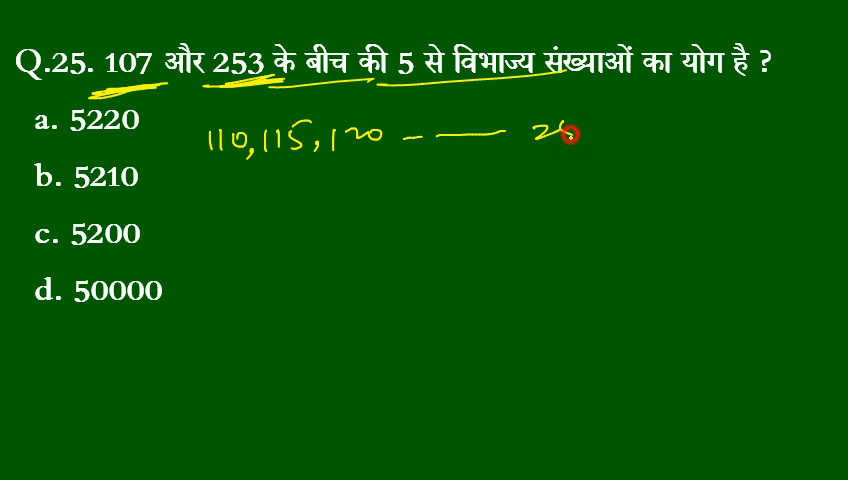 Q.25. 107 और 253 के बीच की 5 से विभाज्य संख्याओं का योग है ?
a. 5220
110, 115, 120 - —
b. 5210
c. 5200
d. 50000